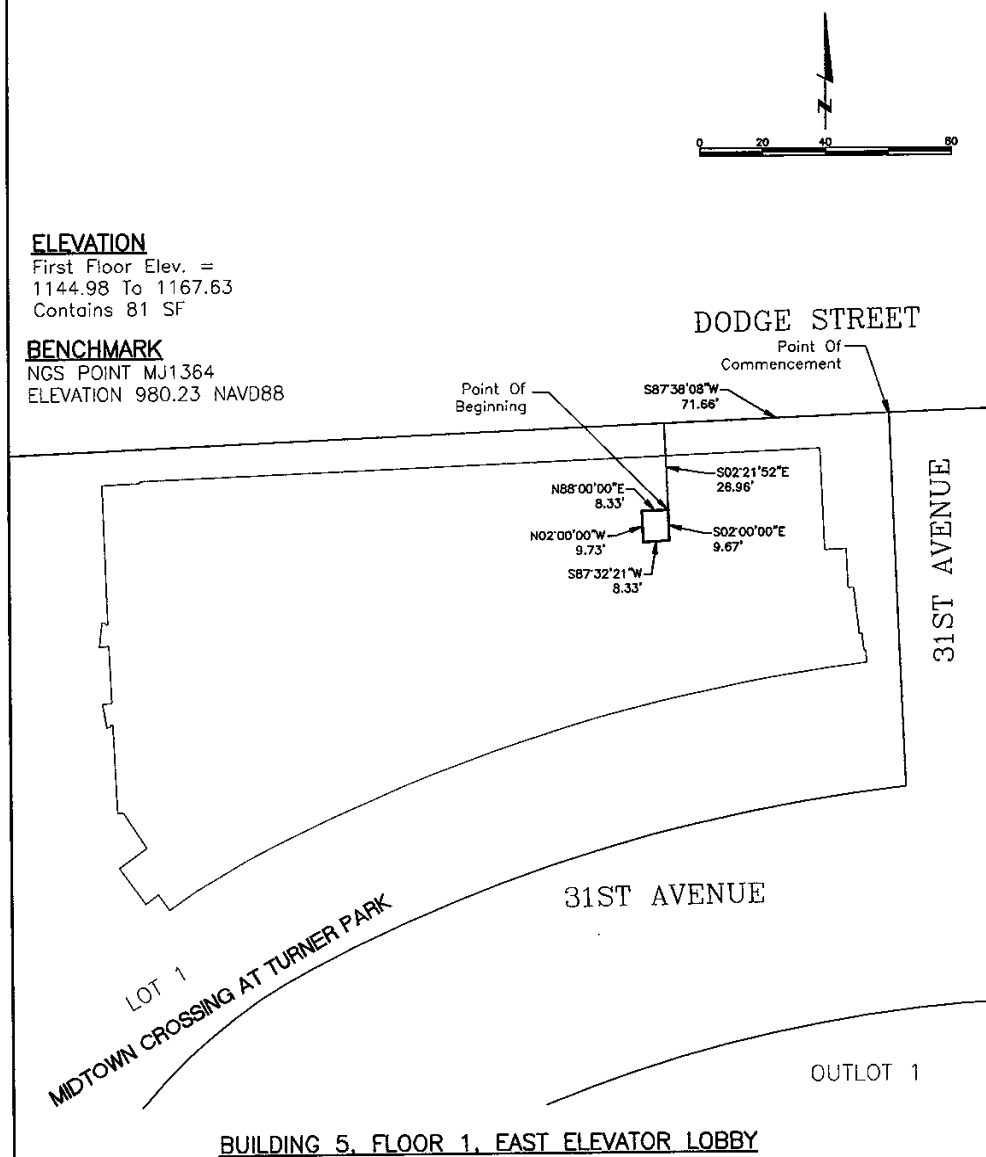 N
0 20 40 80
ELEVATION
First Floor Elev. =
1144.98 To 1167.63
Contains 81 SF
BENCHMARK
NGS POINT MJ1364
ELEVATION 980.23 NAVD88
DODGE STREET
Point Of
Commencement
Point Of
Beginning
S87°38'08"W
71.66'
S02°21'52"E
26.96'
N88°00'00"E
8.33'
N02°00'00"W
9.73'
S02°00'00"E
9.67'
S87°32'21"W
8.33'
31ST AVENUE
31ST AVENUE
LOT 1
MIDTOWN CROSSING AT TURNER PARK
OUTLOT 1
BUILDING 5, FLOOR 1, EAST ELEVATOR LOBBY